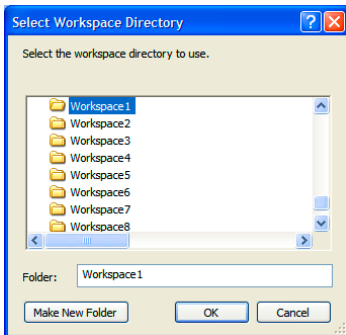 Select Workspace Directory
Select the workspace directory to use.
Workspace1
Workspace2
Workspace3
Workspace4
Workspace5
Workspace6
Workspace7
Workspace8
Folder: Workspace1
Make New Folder OK Cancel